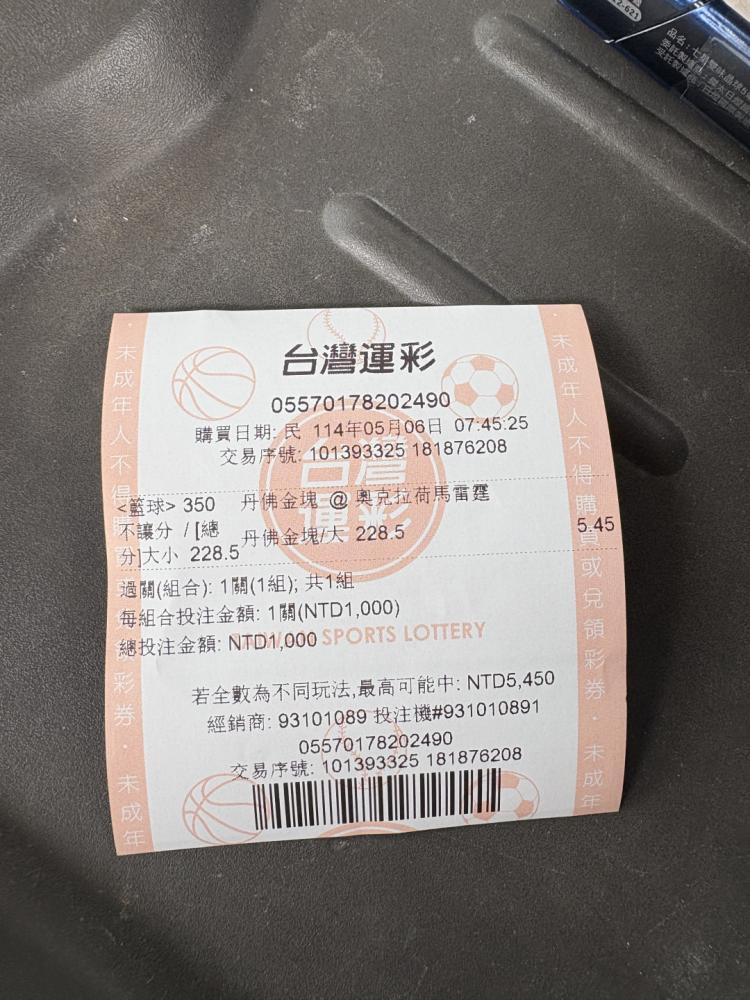 台灣運彩
05570178202490
購買日期: 民 114年05月06日 07:45:25
交易序號: 101393325 181876208
<籃球> 350 丹佛金塊 @ 奧克拉荷馬雷霆
不讓分 / [總 丹佛金塊/大 228.5 5.45
分]大小 228.5
過關(組合): 1關(1組); 共1組
每組合投注金額: 1關(NTD1,000)
總投注金額: NTD1,000
SPORTS LOTTERY
若全數為不同玩法,最高可能中: NTD5,450
經銷商: 93101089 投注機#931010891
05570178202490
交易序號: 101393325 181876208
未成年人不得
彩券·未成年
·未成年人不得購買或兌領彩券·未成年